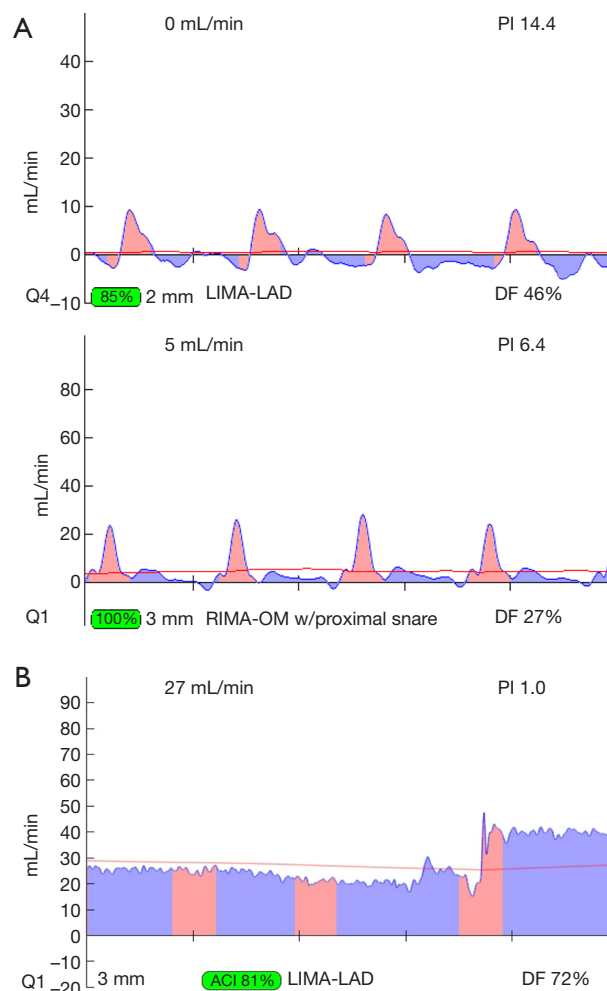 A
0 mL/min PI 14.4
40
30
20
10
0
−10
mL/min
Q4 85% 2 mm LIMA-LAD DF 46%
5 mL/min PI 6.4
80
60
40
20
0
mL/min
Q1 100% 3 mm RIMA-OM w/proximal snare DF 27%
B
27 mL/min PI 1.0
90
80
70
60
50
40
30
20
10
0
−10
−20
mL/min
Q1 3 mm ACI 81% LIMA-LAD DF 72%